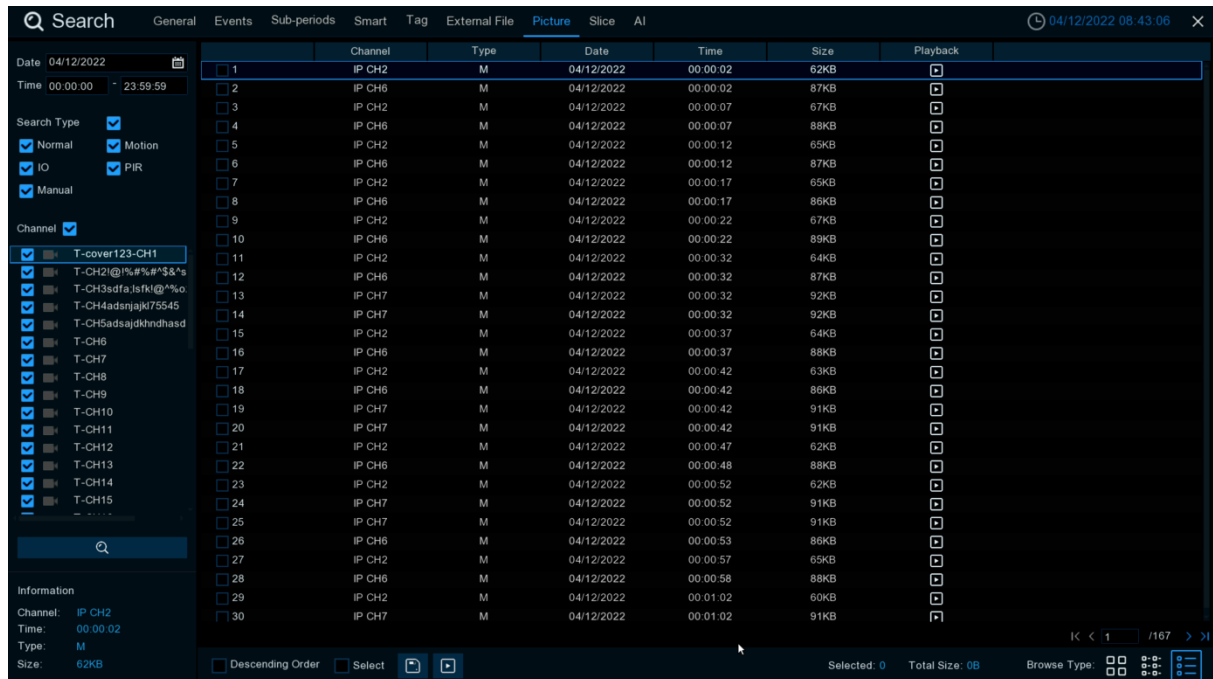 Search General Events Sub-periods Smart Tag External File Picture Slice AI 04/12/2022 08:43:06
Date 04/12/2022
Time 00:00:00 - 23:59:59
Search Type
Normal Motion
IO PIR
Manual
Channel
T-cover123-CH1
T-CH2!@!%#%#^$&^s
T-CH3sdfa;lsfk!@^%o
T-CH4adsnjajkl75545
T-CH5adsajdkhndhasd
T-CH6
T-CH7
T-CH8
T-CH9
T-CH10
T-CH11
T-CH12
T-CH13
T-CH14
T-CH15
Information
Channel: IP CH2
Time: 00:00:02
Type: M
Size: 62KB
Channel Type Date Time Size Playback
1 IP CH2 M 04/12/2022 00:00:02 62KB
2 IP CH6 M 04/12/2022 00:00:02 87KB
3 IP CH2 M 04/12/2022 00:00:07 67KB
4 IP CH6 M 04/12/2022 00:00:07 88KB
5 IP CH2 M 04/12/2022 00:00:12 65KB
6 IP CH6 M 04/12/2022 00:00:12 87KB
7 IP CH2 M 04/12/2022 00:00:17 65KB
8 IP CH6 M 04/12/2022 00:00:17 86KB
9 IP CH2 M 04/12/2022 00:00:22 67KB
10 IP CH6 M 04/12/2022 00:00:22 89KB
11 IP CH2 M 04/12/2022 00:00:32 64KB
12 IP CH6 M 04/12/2022 00:00:32 87KB
13 IP CH7 M 04/12/2022 00:00:32 92KB
14 IP CH7 M 04/12/2022 00:00:32 92KB
15 IP CH2 M 04/12/2022 00:00:37 64KB
16 IP CH6 M 04/12/2022 00:00:37 88KB
17 IP CH2 M 04/12/2022 00:00:42 63KB
18 IP CH6 M 04/12/2022 00:00:42 86KB
19 IP CH7 M 04/12/2022 00:00:42 91KB
20 IP CH7 M 04/12/2022 00:00:42 91KB
21 IP CH2 M 04/12/2022 00:00:47 62KB
22 IP CH6 M 04/12/2022 00:00:48 88KB
23 IP CH2 M 04/12/2022 00:00:52 62KB
24 IP CH7 M 04/12/2022 00:00:52 91KB
25 IP CH7 M 04/12/2022 00:00:52 91KB
26 IP CH6 M 04/12/2022 00:00:53 86KB
27 IP CH2 M 04/12/2022 00:00:57 65KB
28 IP CH6 M 04/12/2022 00:00:58 88KB
29 IP CH2 M 04/12/2022 00:01:02 60KB
30 IP CH7 M 04/12/2022 00:01:02 91KB
1 /167
Descending Order Select Selected: 0 Total Size: 0B Browse Type: